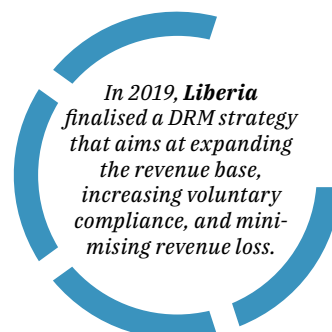 In 2019, Liberia
finalised a DRM strategy
that aims at expanding
the revenue base,
increasing voluntary
compliance, and mini-
mising revenue loss.